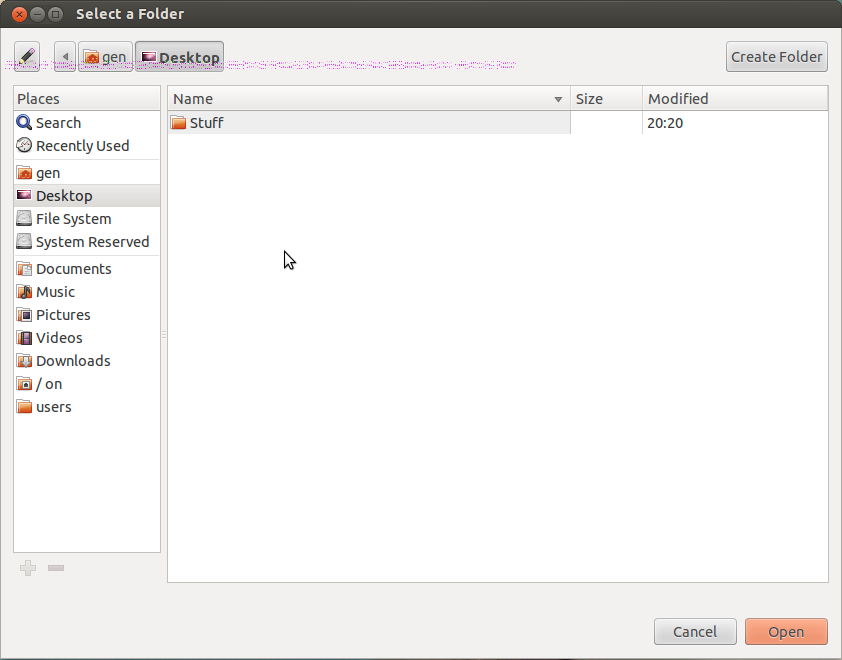 Select a Folder
gen
Desktop
Create Folder
Places
Name
Size
Modified
Search
Stuff
20:20
Recently Used
gen
Desktop
File System
System Reserved
Documents
Music
Pictures
Videos
Downloads
/ on
users
Cancel
Open